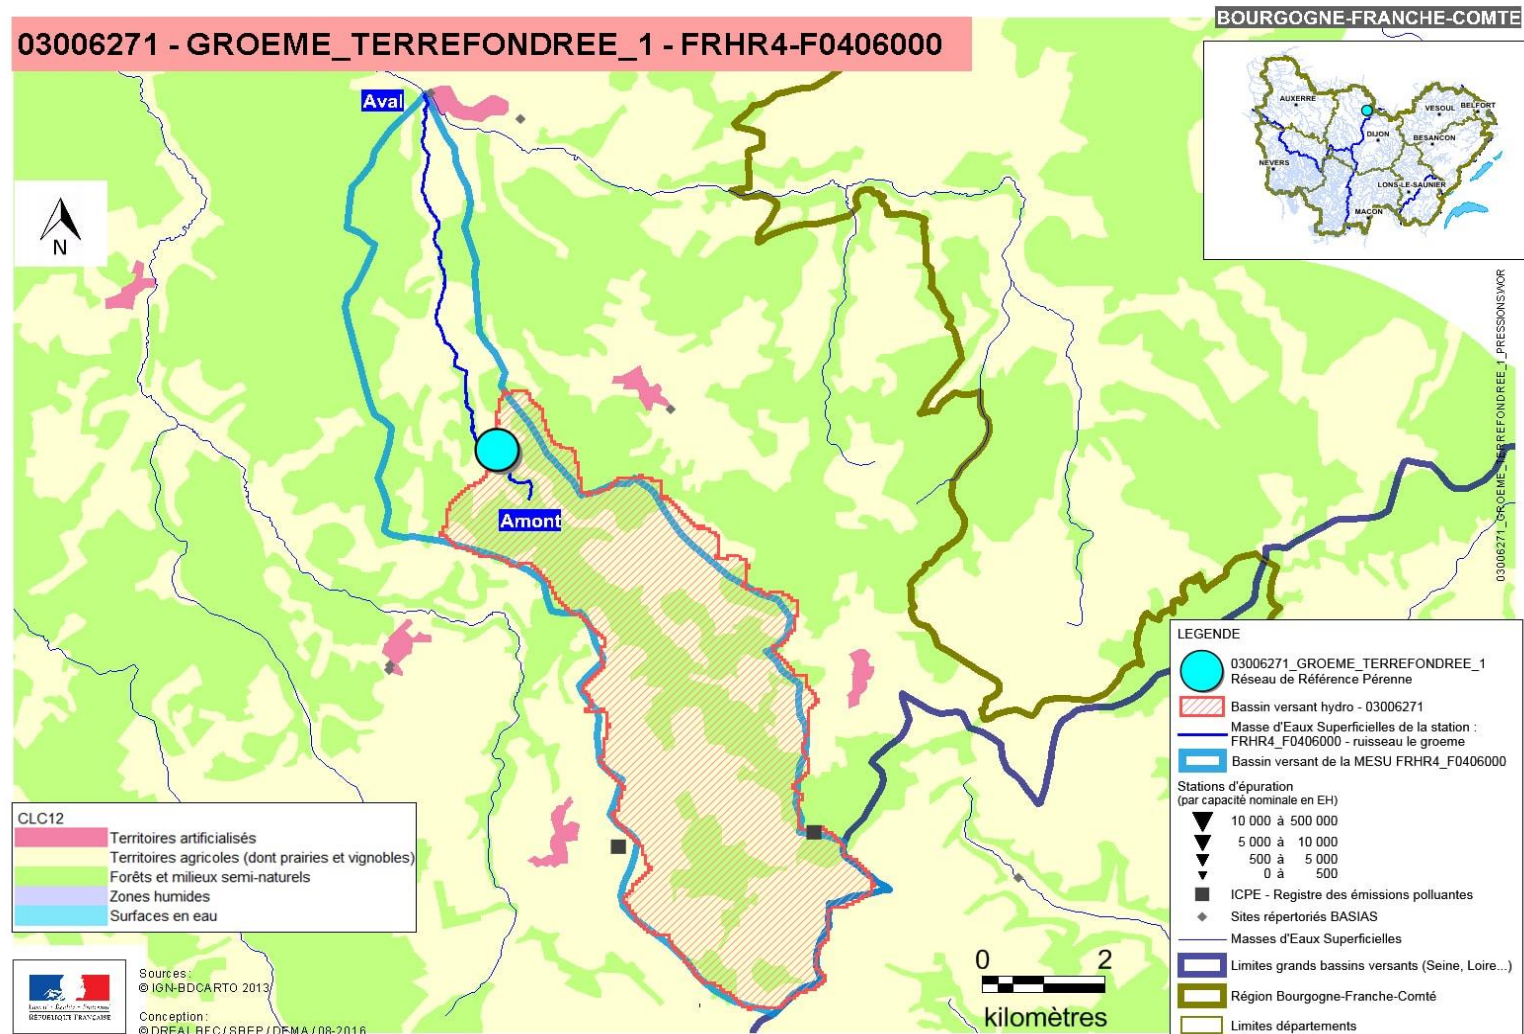 BOURGOGNE-FRANCHE-COMTE
03006271 - GROEME_TERREFONDREE_1 - FRHR4-F0406000
Aval
N
Amont
AUXERRE
VESOUL
BELFORT
DIJON
BESANCON
NEVERS
LONS-LE-SAUNIER
MACON
03006271_GROEME_TERREFONDREE_1_PRESSIONS.WOR
LEGENDE
03006271_GROEME_TERREFONDREE_1
Réseau de Référence Pérenne
Bassin versant hydro - 03006271
Masse d'Eaux Superficielles de la station :
FRHR4_F0406000 - ruisseau le groeme
Bassin versant de la MESU FRHR4_F0406000
Stations d'épuration
(par capacité nominale en EH)
10 000 à 500 000
5 000 à 10 000
500 à 5 000
0 à 500
ICPE - Registre des émissions polluantes
Sites répertoriés BASIAS
Masses d'Eaux Superficielles
Limites grands bassins versants (Seine, Loire...)
Région Bourgogne-Franche-Comté
Limites départements
CLC12
Territoires artificialisés
Territoires agricoles (dont prairies et vignobles)
Forêts et milieux semi-naturels
Zones humides
Surfaces en eau
0 2
kilomètres
Liberté • Égalité • Fraternité
RÉPUBLIQUE FRANÇAISE
Sources :
© IGN-BDCARTO 2013
Conception :
© DREAL BFC / SBEP / DEMA / 08-2016